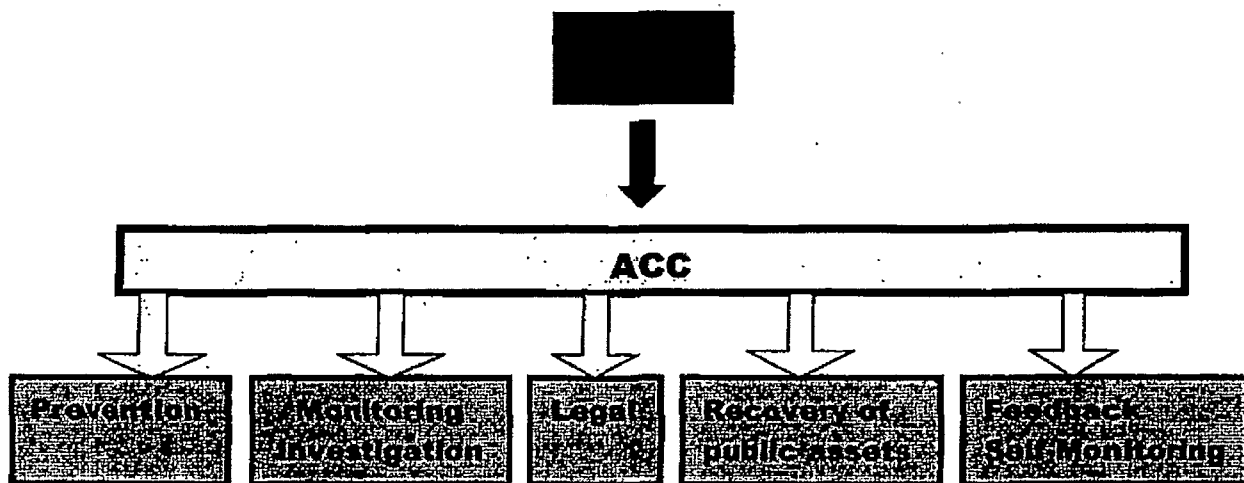 ACC
Prevention
Monitoring
Investigation
Legal
Recovery of
public assets
Feedback
Self Monitoring